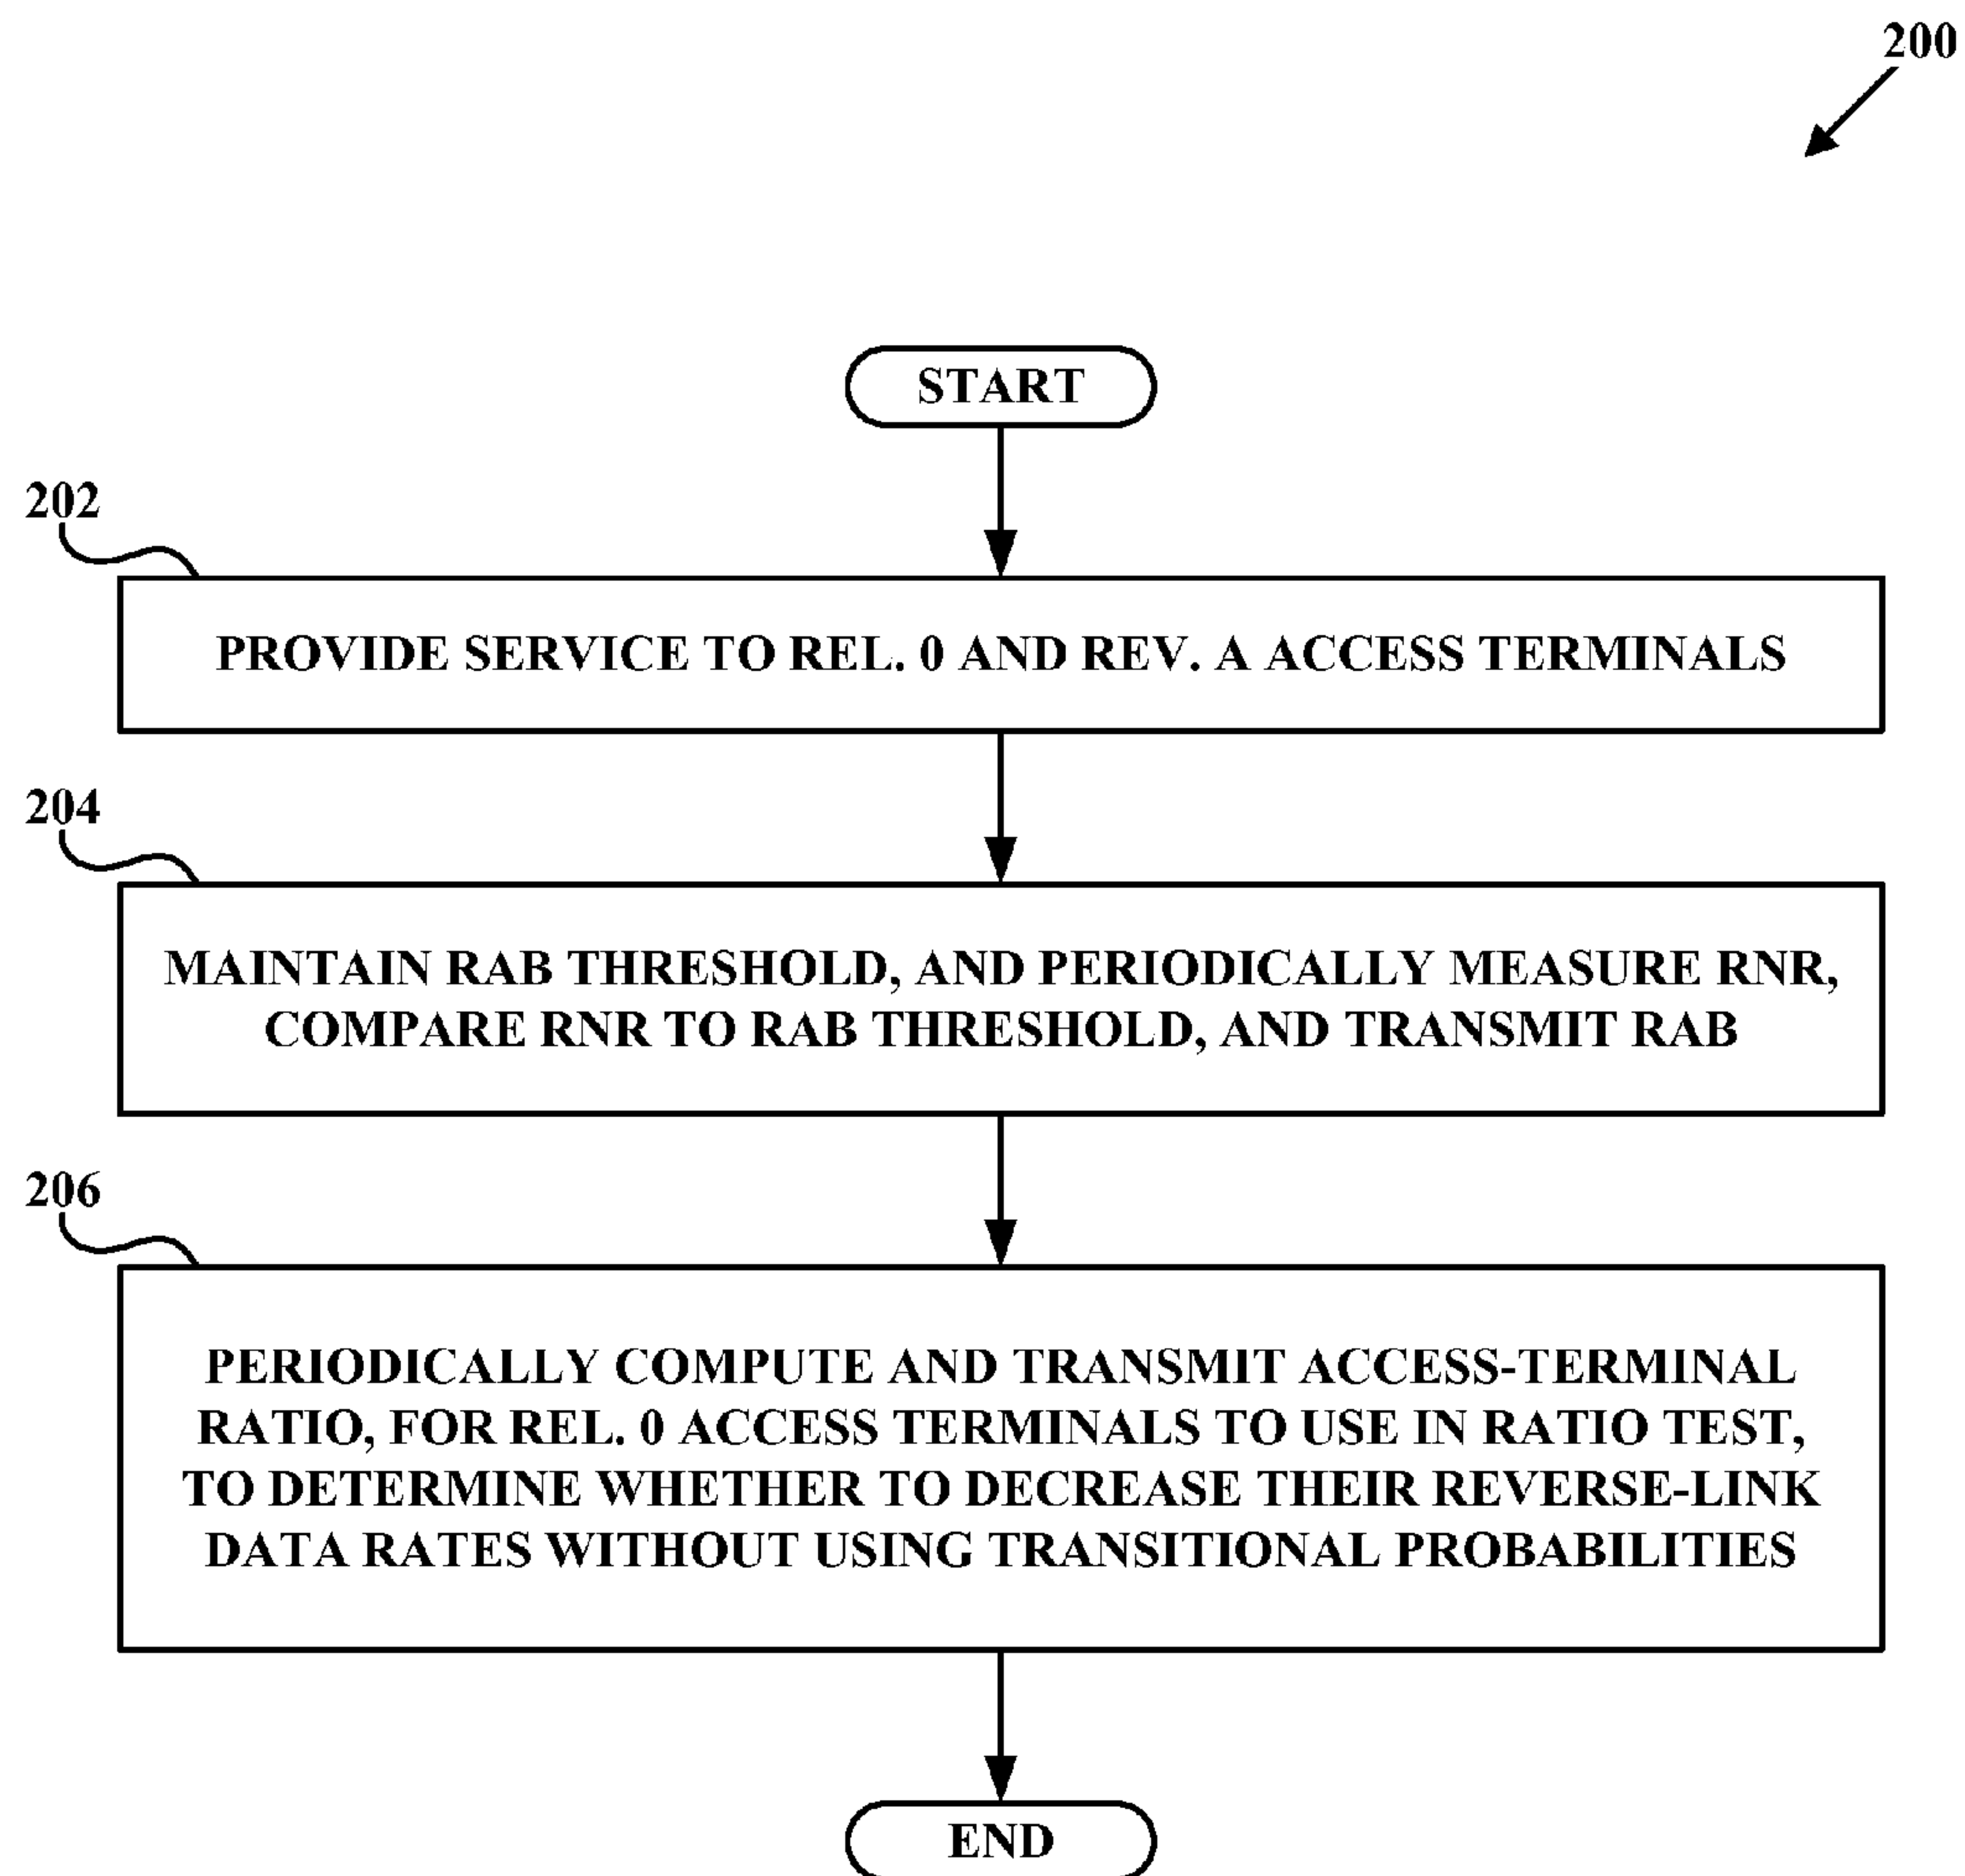 200
START
202
PROVIDE SERVICE TO REL. 0 AND REV. A ACCESS TERMINALS
204
MAINTAIN RAB THRESHOLD, AND PERIODICALLY MEASURE RNR,
COMPARE RNR TO RAB THRESHOLD, AND TRANSMIT RAB
206
PERIODICALLY COMPUTE AND TRANSMIT ACCESS-TERMINAL
RATIO, FOR REL. 0 ACCESS TERMINALS TO USE IN RATIO TEST,
TO DETERMINE WHETHER TO DECREASE THEIR REVERSE-LINK
DATA RATES WITHOUT USING TRANSITIONAL PROBABILITIES
END